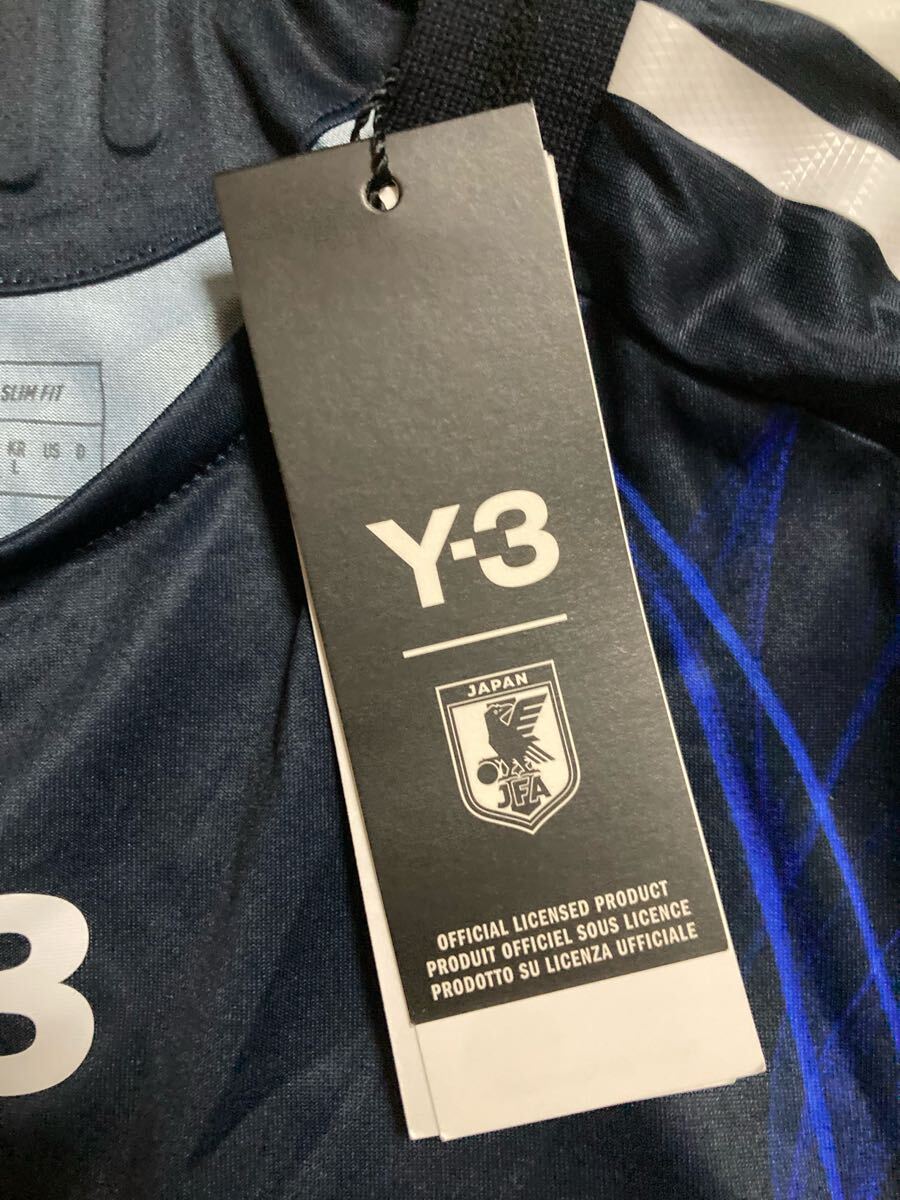 SLIM FIT
KR US D
L
Y-3
JAPAN
JFA
OFFICIAL LICENSED PRODUCT
PRODUIT OFFICIEL SOUS LICENCE
PRODOTTO SU LICENZA UFFICIALE
3